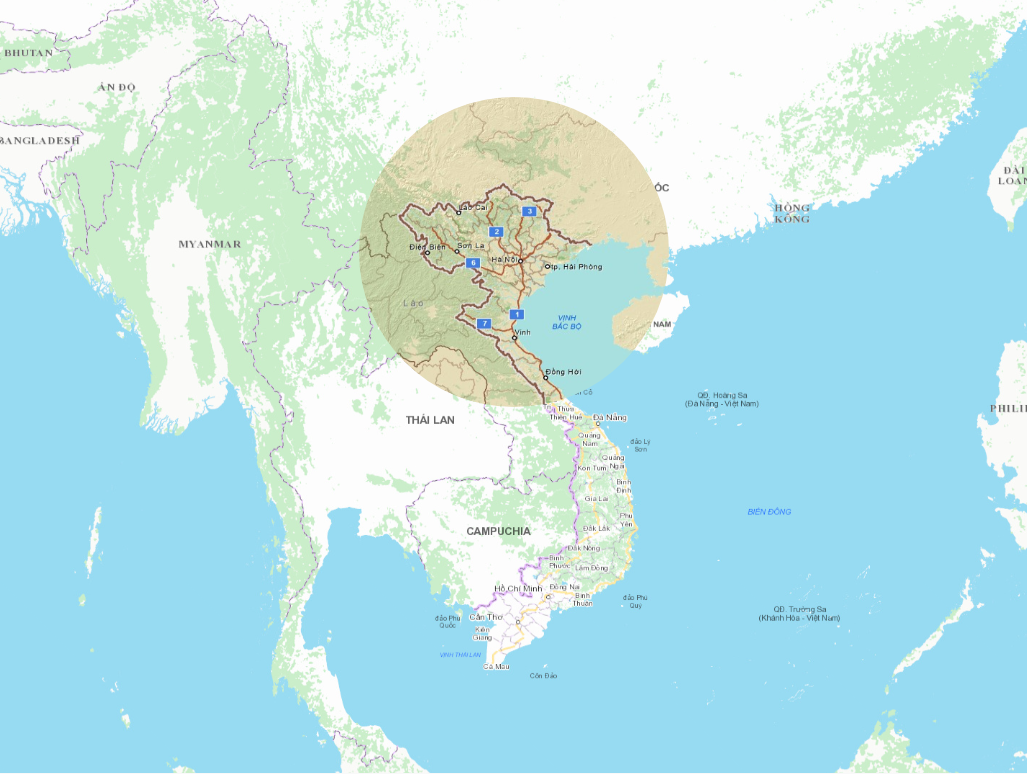 BHUTAN
ẤN ĐỘ
BANGLADESH
ĐÀI
LOAN
ỐC
HỒNG
KÔNG
MYANMAR
Lào Cai
3
2
Điện Biên
Sơn La
6
Hà Nội
tp. Hải Phòng
Lào
1
7
VỊNH
BẮC BỘ
NAM
Vinh
Đồng Hới
THÁI LAN
QĐ. Hoàng Sa
(Đà Nẵng - Việt Nam)
PHILI
Thừa
Thiên Huế
Đà Nẵng
Quảng
Nam
đảo Lý
Sơn
Quảng
Ngãi
Kon Tum
Bình
Định
Gia Lai
Phú
Yên
BIỂN ĐÔNG
CAMPUCHIA
Đắk Lắk
Đắk Nông
Bình
Phước
Lâm Đồng
Hồ Chí Minh
Đồng Nai
Bình
Thuận
đảo Phú
Quý
QĐ. Trường Sa
(Khánh Hòa - Việt Nam)
đảo Phú
Quốc
Cần Thơ
Kiên
Giang
VỊNH THÁI LAN
Cà Mau
Côn Đảo